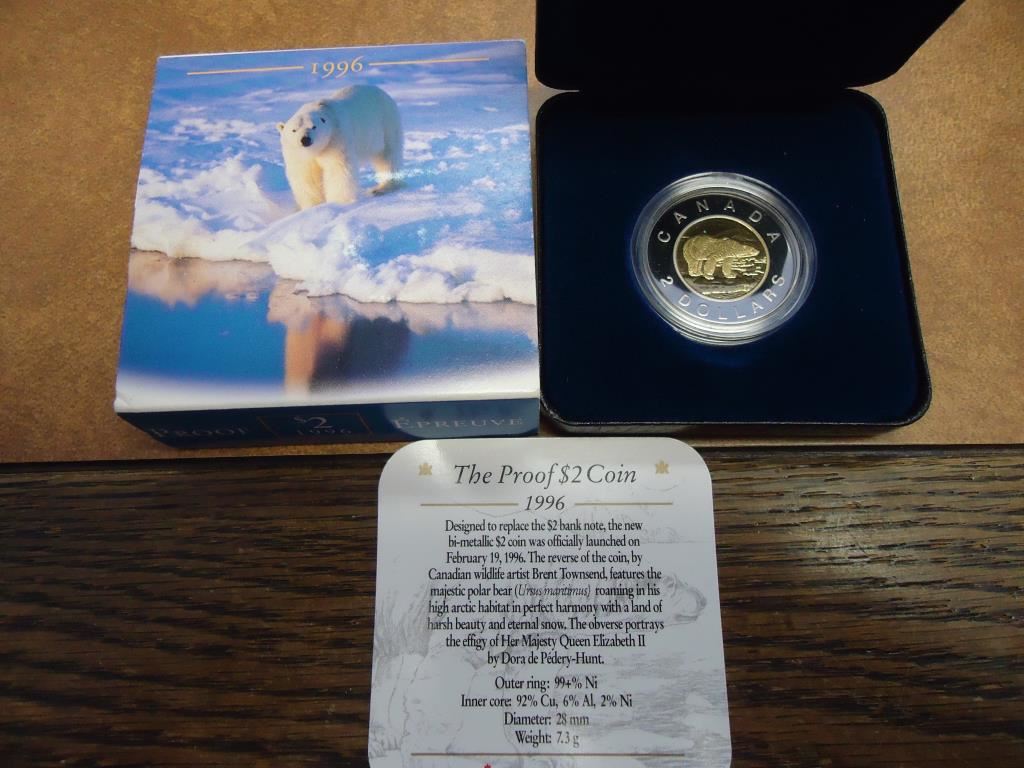 1996
PROOF $2 1996 ÉPREUVE
CANADA
2 DOLLARS
The Proof $2 Coin
1996
Designed to replace the $2 bank note, the new
bi-metallic $2 coin was officially launched on
February 19, 1996. The reverse of the coin, by
Canadian wildlife artist Brent Townsend, features the
majestic polar bear (Ursus maritimus) roaming in his
high arctic habitat in perfect harmony with a land of
harsh beauty and eternal snow. The obverse portrays
the effigy of Her Majesty Queen Elizabeth II
by Dora de Pédery-Hunt.
Outer ring: 99+% Ni
Inner core: 92% Cu, 6% Al, 2% Ni
Diameter: 28 mm
Weight: 7.3 g